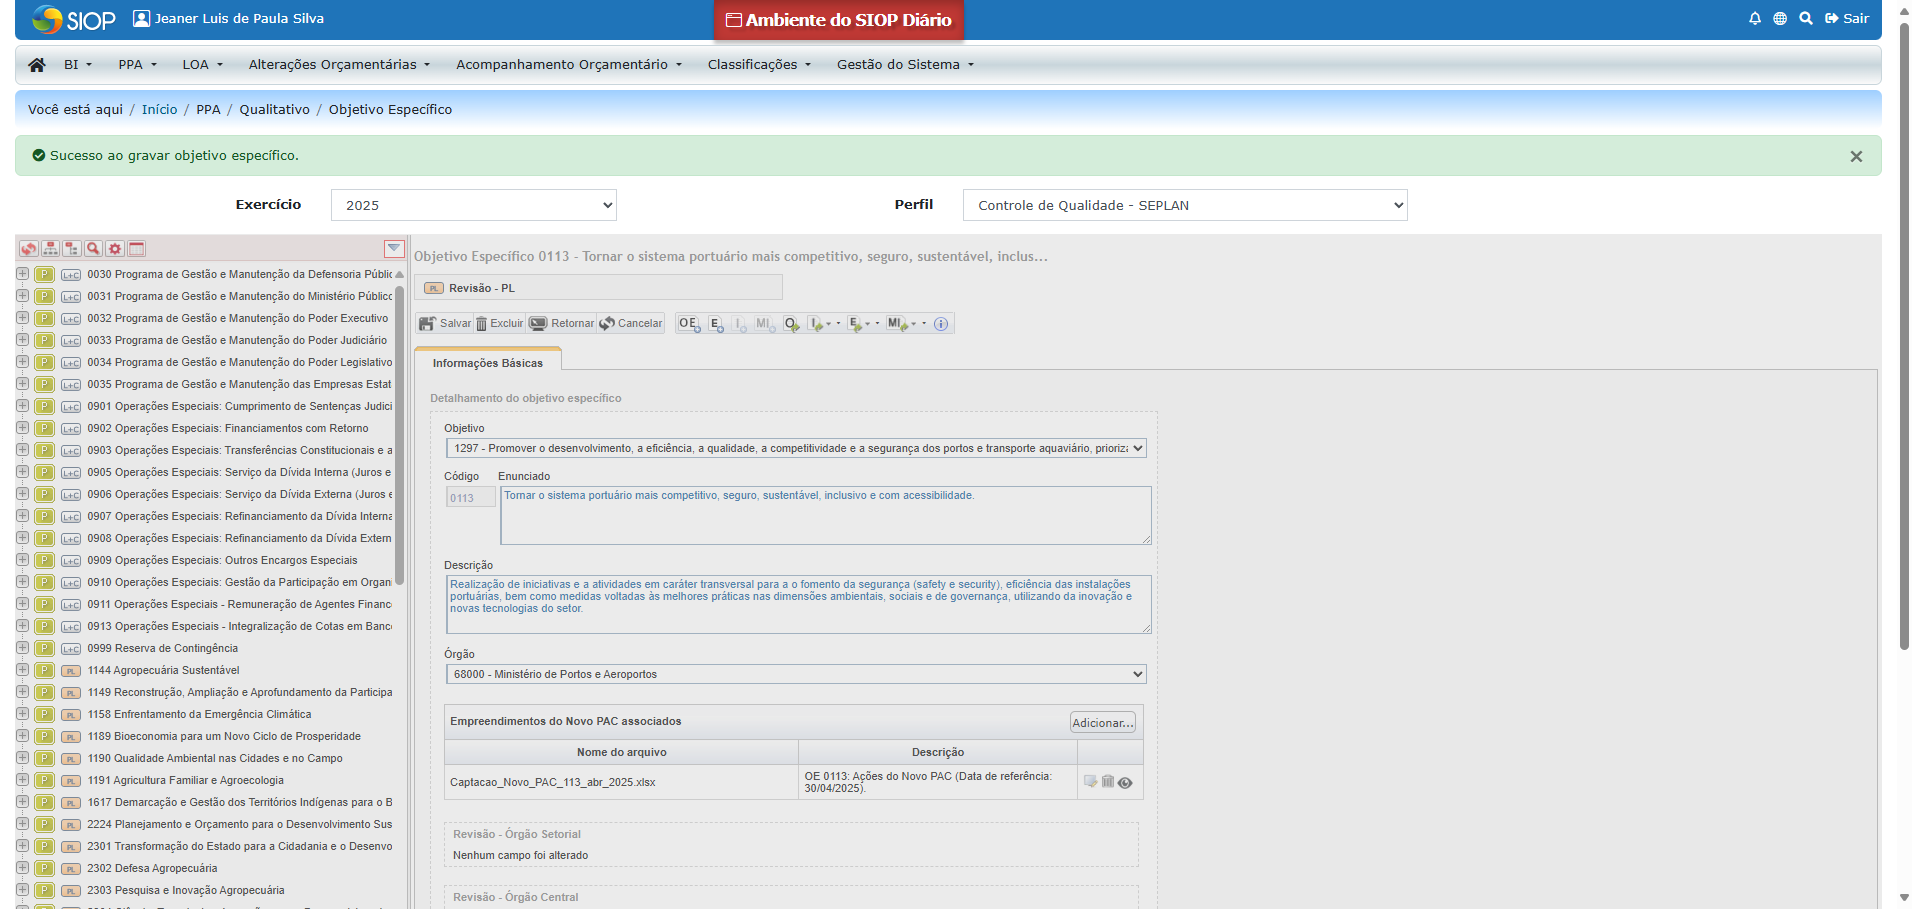 SIOP
Jeaner Luis de Paula Silva
Ambiente do SIOP Diário
Sair
BI
PPA
LOA
Alterações Orçamentárias
Acompanhamento Orçamentário
Classificações
Gestão do Sistema
Você está aqui / Início / PPA / Qualitativo / Objetivo Específico
Sucesso ao gravar objetivo específico.
Exercício
2025
Perfil
Controle de Qualidade - SEPLAN
P L+C 0030 Programa de Gestão e Manutenção da Defensoria Públic
P L+C 0031 Programa de Gestão e Manutenção do Ministério Público
P L+C 0032 Programa de Gestão e Manutenção do Poder Executivo
P L+C 0033 Programa de Gestão e Manutenção do Poder Judiciário
P L+C 0034 Programa de Gestão e Manutenção do Poder Legislativo
P L+C 0035 Programa de Gestão e Manutenção das Empresas Estat
P L+C 0901 Operações Especiais: Cumprimento de Sentenças Judici
P L+C 0902 Operações Especiais: Financiamentos com Retorno
P L+C 0903 Operações Especiais: Transferências Constitucionais e a
P L+C 0905 Operações Especiais: Serviço da Dívida Interna (Juros e
P L+C 0906 Operações Especiais: Serviço da Dívida Externa (Juros e
P L+C 0907 Operações Especiais: Refinanciamento da Dívida Interna
P L+C 0908 Operações Especiais: Refinanciamento da Dívida Extern
P L+C 0909 Operações Especiais: Outros Encargos Especiais
P L+C 0910 Operações Especiais: Gestão da Participação em Organi
P L+C 0911 Operações Especiais - Remuneração de Agentes Financ
P L+C 0913 Operações Especiais - Integralização de Cotas em Banc
P L+C 0999 Reserva de Contingência
P PL 1144 Agropecuária Sustentável
P PL 1149 Reconstrução, Ampliação e Aprofundamento da Participa
P PL 1158 Enfrentamento da Emergência Climática
P PL 1189 Bioeconomia para um Novo Ciclo de Prosperidade
P PL 1190 Qualidade Ambiental nas Cidades e no Campo
P PL 1191 Agricultura Familiar e Agroecologia
P PL 1617 Demarcação e Gestão dos Territórios Indígenas para o B
P PL 2224 Planejamento e Orçamento para o Desenvolvimento Sus
P PL 2301 Transformação do Estado para a Cidadania e o Desenvo
P PL 2302 Defesa Agropecuária
P PL 2303 Pesquisa e Inovação Agropecuária
Objetivo Específico 0113 - Tornar o sistema portuário mais competitivo, seguro, sustentável, inclus...
PL Revisão - PL
Salvar Excluir Retornar Cancelar OE E I MI O I E MI
Informações Básicas
Detalhamento do objetivo específico
Objetivo
1297 - Promover o desenvolvimento, a eficiência, a qualidade, a competitividade e a segurança dos portos e transporte aquaviário, prioriza
Código Enunciado
0113
Tornar o sistema portuário mais competitivo, seguro, sustentável, inclusivo e com acessibilidade.
Descrição
Realização de iniciativas e a atividades em caráter transversal para a o fomento da segurança (safety e security), eficiência das instalações
portuárias, bem como medidas voltadas às melhores práticas nas dimensões ambientais, sociais e de governança, utilizando da inovação e
novas tecnologias do setor.
Órgão
68000 - Ministério de Portos e Aeroportos
Empreendimentos do Novo PAC associados
Adicionar...
Nome do arquivo
Descrição
Captacao_Novo_PAC_113_abr_2025.xlsx
OE 0113: Ações do Novo PAC (Data de referência:
30/04/2025).
Revisão - Órgão Setorial
Nenhum campo foi alterado
Revisão - Órgão Central